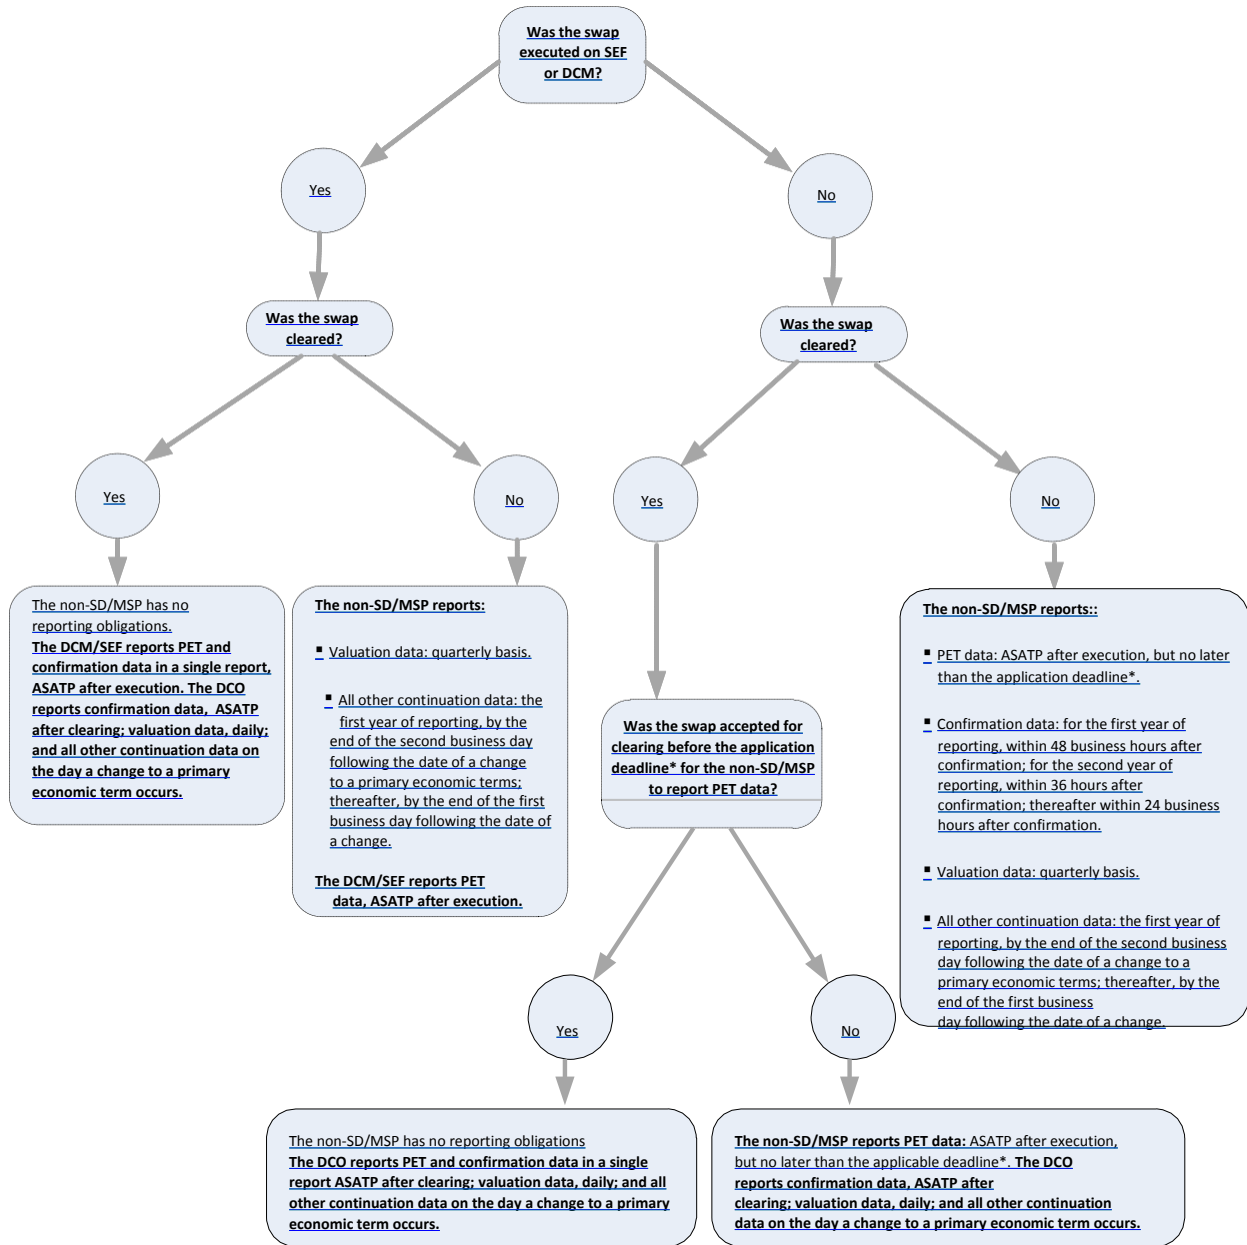 Was the swap
executed on SEF
or DCM?
Yes
No
Was the swap
cleared?
Was the swap
cleared?
Yes
No
Yes
No
The non-SD/MSP has no
reporting obligations.
The DCM/SEF reports PET and
confirmation data in a single report,
ASATP after execution. The DCO
reports confirmation data, ASATP
after clearing; valuation data, daily;
and all other continuation data on
the day a change to a primary
economic term occurs.
The non-SD/MSP reports:
▪ Valuation data: quarterly basis.
▪ All other continuation data: the
first year of reporting, by the
end of the second business day
following the date of a change
to a primary economic terms;
thereafter, by the end of the first
business day following the date of
a change.
The DCM/SEF reports PET
data, ASATP after execution.
Was the swap accepted for
clearing before the application
deadline* for the non-SD/MSP
to report PET data?
The non-SD/MSP reports::
▪ PET data: ASATP after execution, but no later
than the application deadline*.
▪ Confirmation data: for the first year of
reporting, within 48 business hours after
confirmation; for the second year of
reporting, within 36 hours after
confirmation; thereafter within 24 business
hours after confirmation.
▪ Valuation data: quarterly basis.
▪ All other continuation data: the first year of
reporting, by the end of the second business
day following the date of a change to a
primary economic terms; thereafter, by the
end of the first business
day following the date of a change.
Yes
No
The non-SD/MSP has no reporting obligations
The DCO reports PET and confirmation data in a single
report ASATP after clearing; valuation data, daily; and all
other continuation data on the day a change to a primary
economic term occurs.
The non-SD/MSP reports PET data: ASATP after execution,
but no later than the applicable deadline*. The DCO
reports confirmation data, ASATP after
clearing; valuation data, daily; and all other continuation
data on the day a change to a primary economic term occurs.